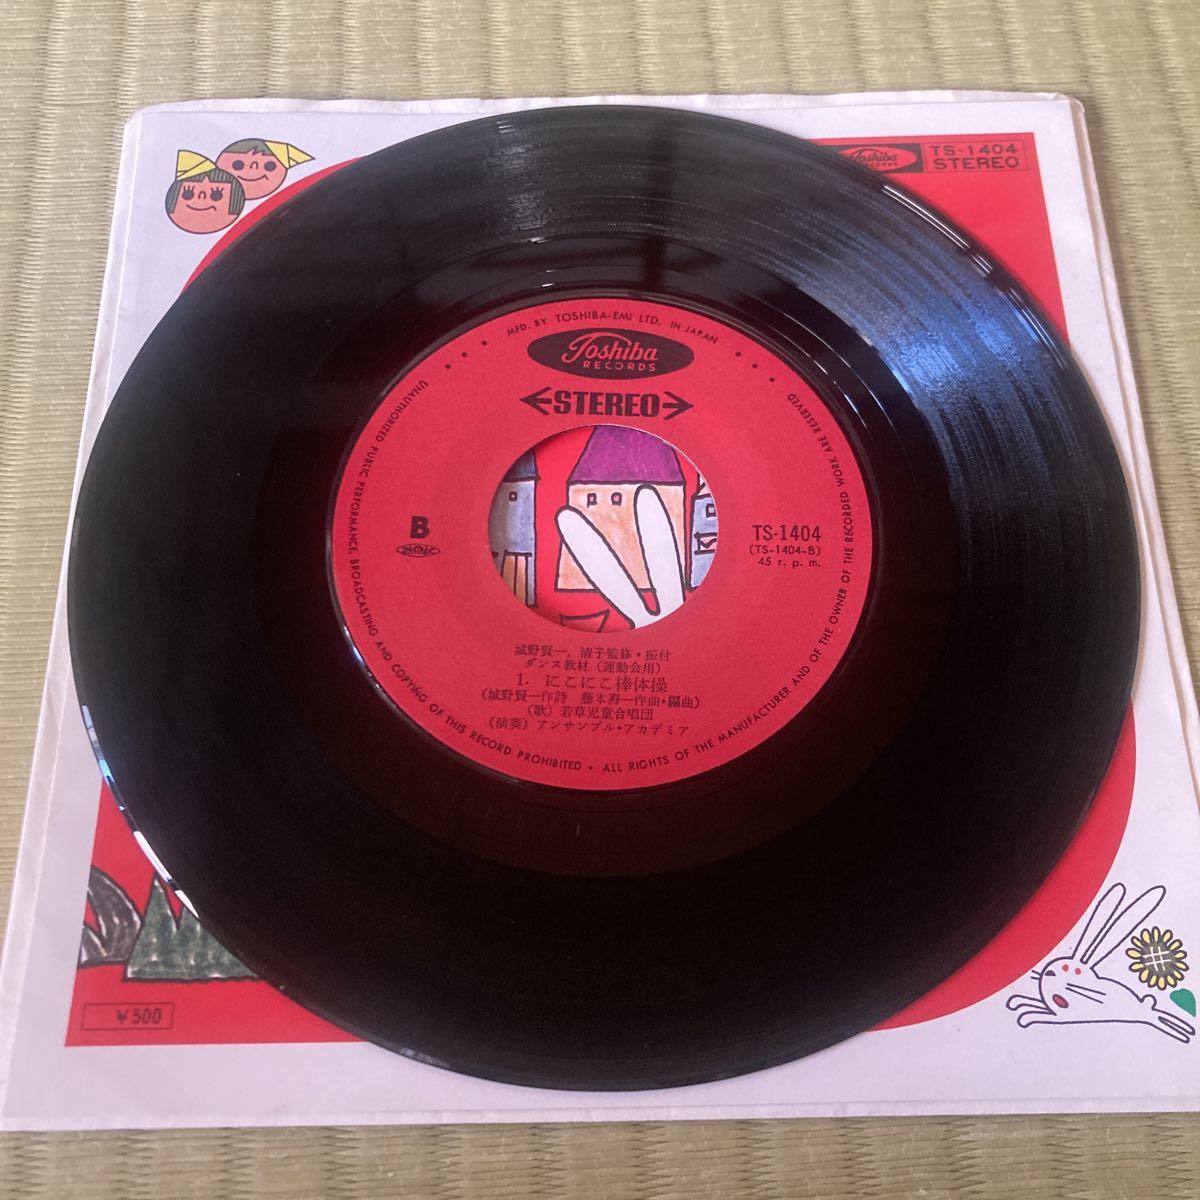 Toshiba
RECORDS
TS-1404
STEREO
MFD. BY TOSHIBA-EMI LTD. IN JAPAN
Toshiba
RECORDS
STEREO
B
TS-1404
(TS-1404-B)
45 r. p. m.
城野賢一, 清子監修・振付
ダンス教材(運動会用)
1. にこにこ棒体操
(城野賢一作詩 藤本寿一作曲・編曲)
(歌) 若草児童合唱団
(演奏) アンサンブル・アカデミア
UNAUTHORIZED PUBLIC PERFORMANCE, BROADCASTING AND COPYING OF THIS RECORD PROHIBITED • ALL RIGHTS OF THE MANUFACTURER AND OF THE OWNER OF THE RECORDED WORK ARE RESERVED
¥500